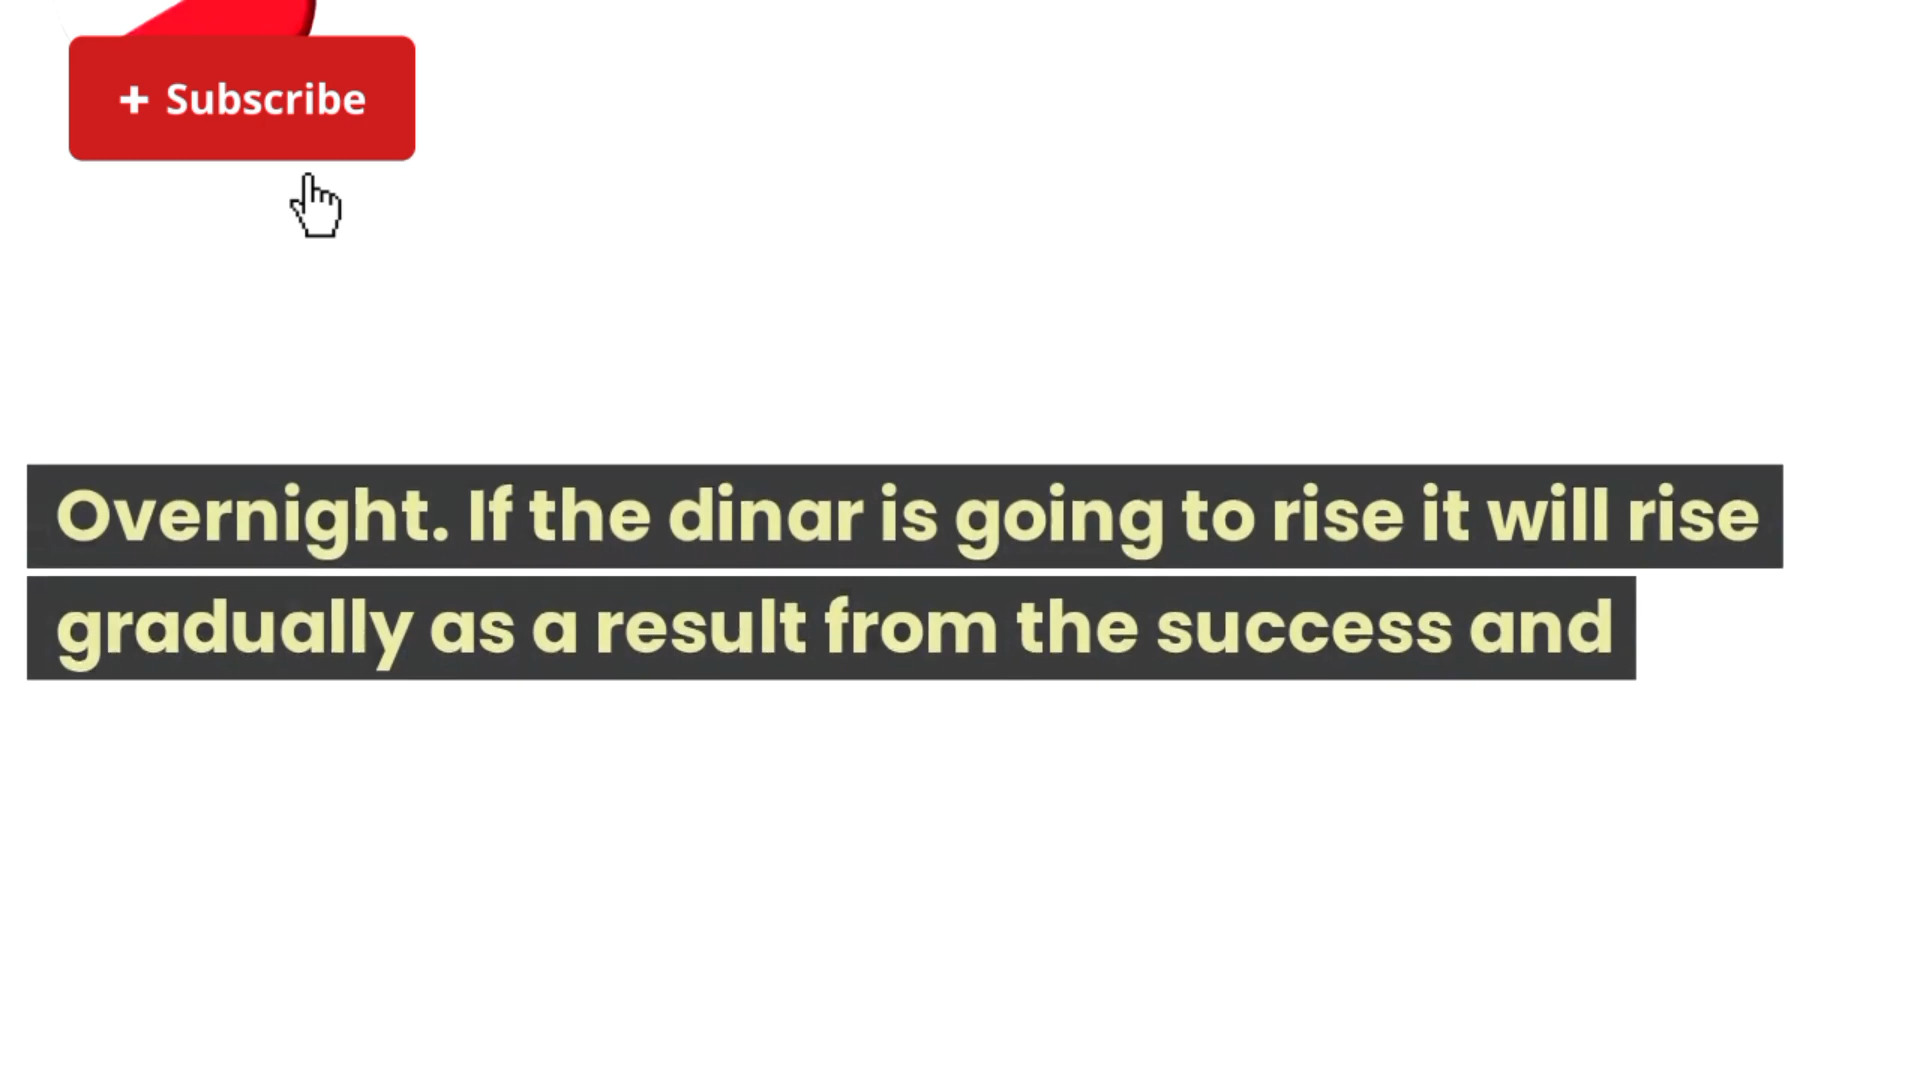 + Subscribe
Overnight. If the dinar is going to rise it will rise
gradually as a result from the success and